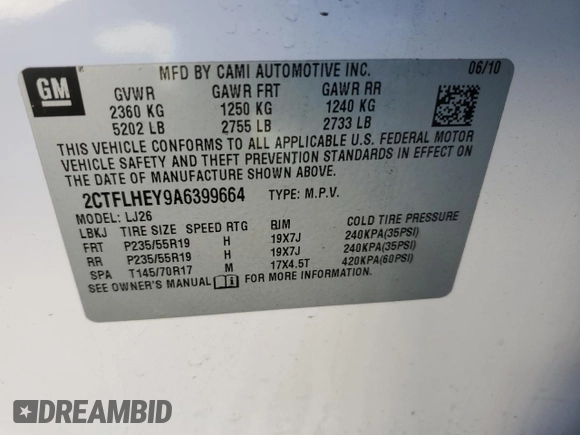 GM
MFD BY CAMI AUTOMOTIVE INC. 06/10
GVWR GAWR FRT GAWR RR
2360 KG 1250 KG 1240 KG
5202 LB 2755 LB 2733 LB
THIS VEHICLE CONFORMS TO ALL APPLICABLE U.S. FEDERAL MOTOR
VEHICLE SAFETY AND THEFT PREVENTION STANDARDS IN EFFECT ON
THE DATE OF MANUFACTURE SHOWN ABOVE.
2CTFLHEY9A6399664 TYPE: M.P.V.
MODEL: LJ26
LBKJ TIRE SIZE SPEED RTG RIM COLD TIRE PRESSURE
FRT P235/55R19 H 19X7J 240KPA(35PSI)
RR P235/55R19 H 19X7J 240KPA(35PSI)
SPA T145/70R17 M 17X4.5T 420KPA(60PSI)
SEE OWNER'S MANUAL FOR MORE INFORMATION.
DREAMBID